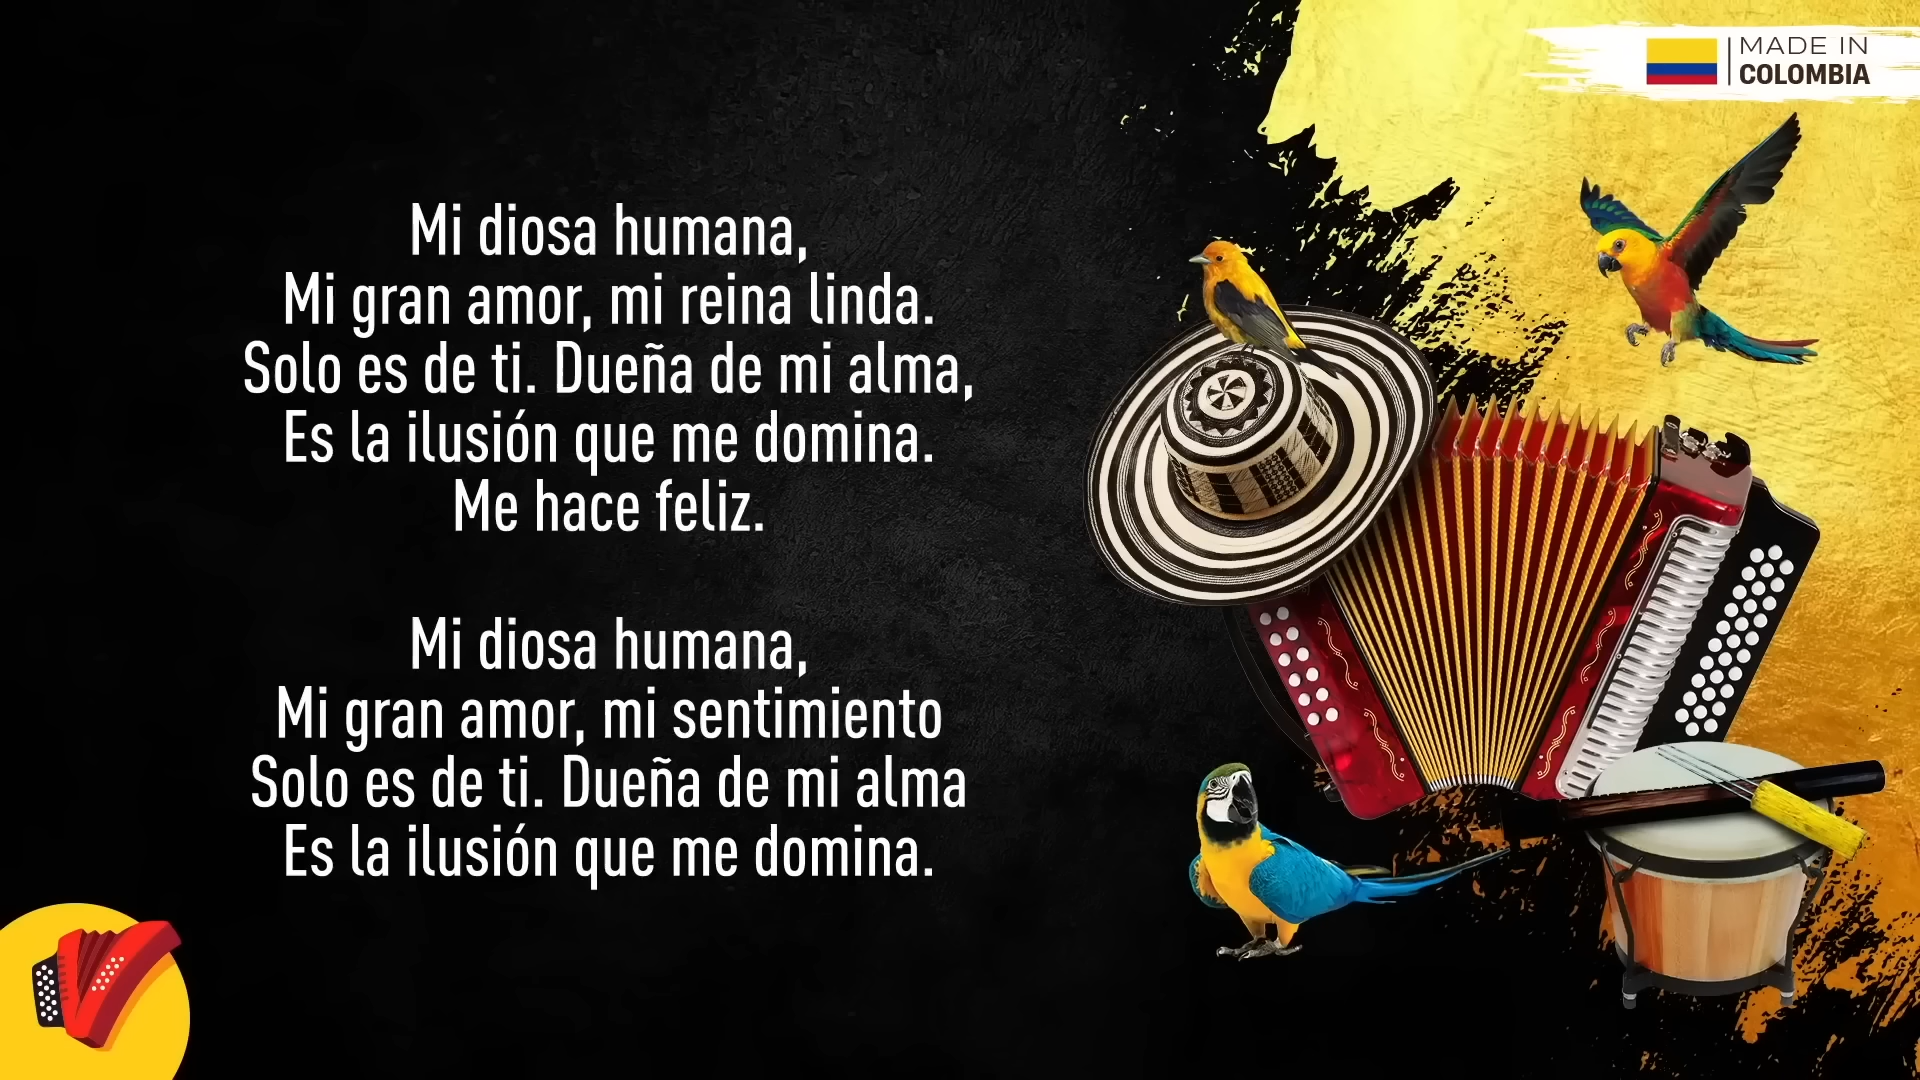 MADE IN
COLOMBIA
Mi diosa humana,
Mi gran amor, mi reina linda.
Solo es de ti. Dueña de mi alma,
Es la ilusión que me domina.
Me hace feliz.
Mi diosa humana,
Mi gran amor, mi sentimiento
Solo es de ti. Dueña de mi alma
Es la ilusión que me domina.